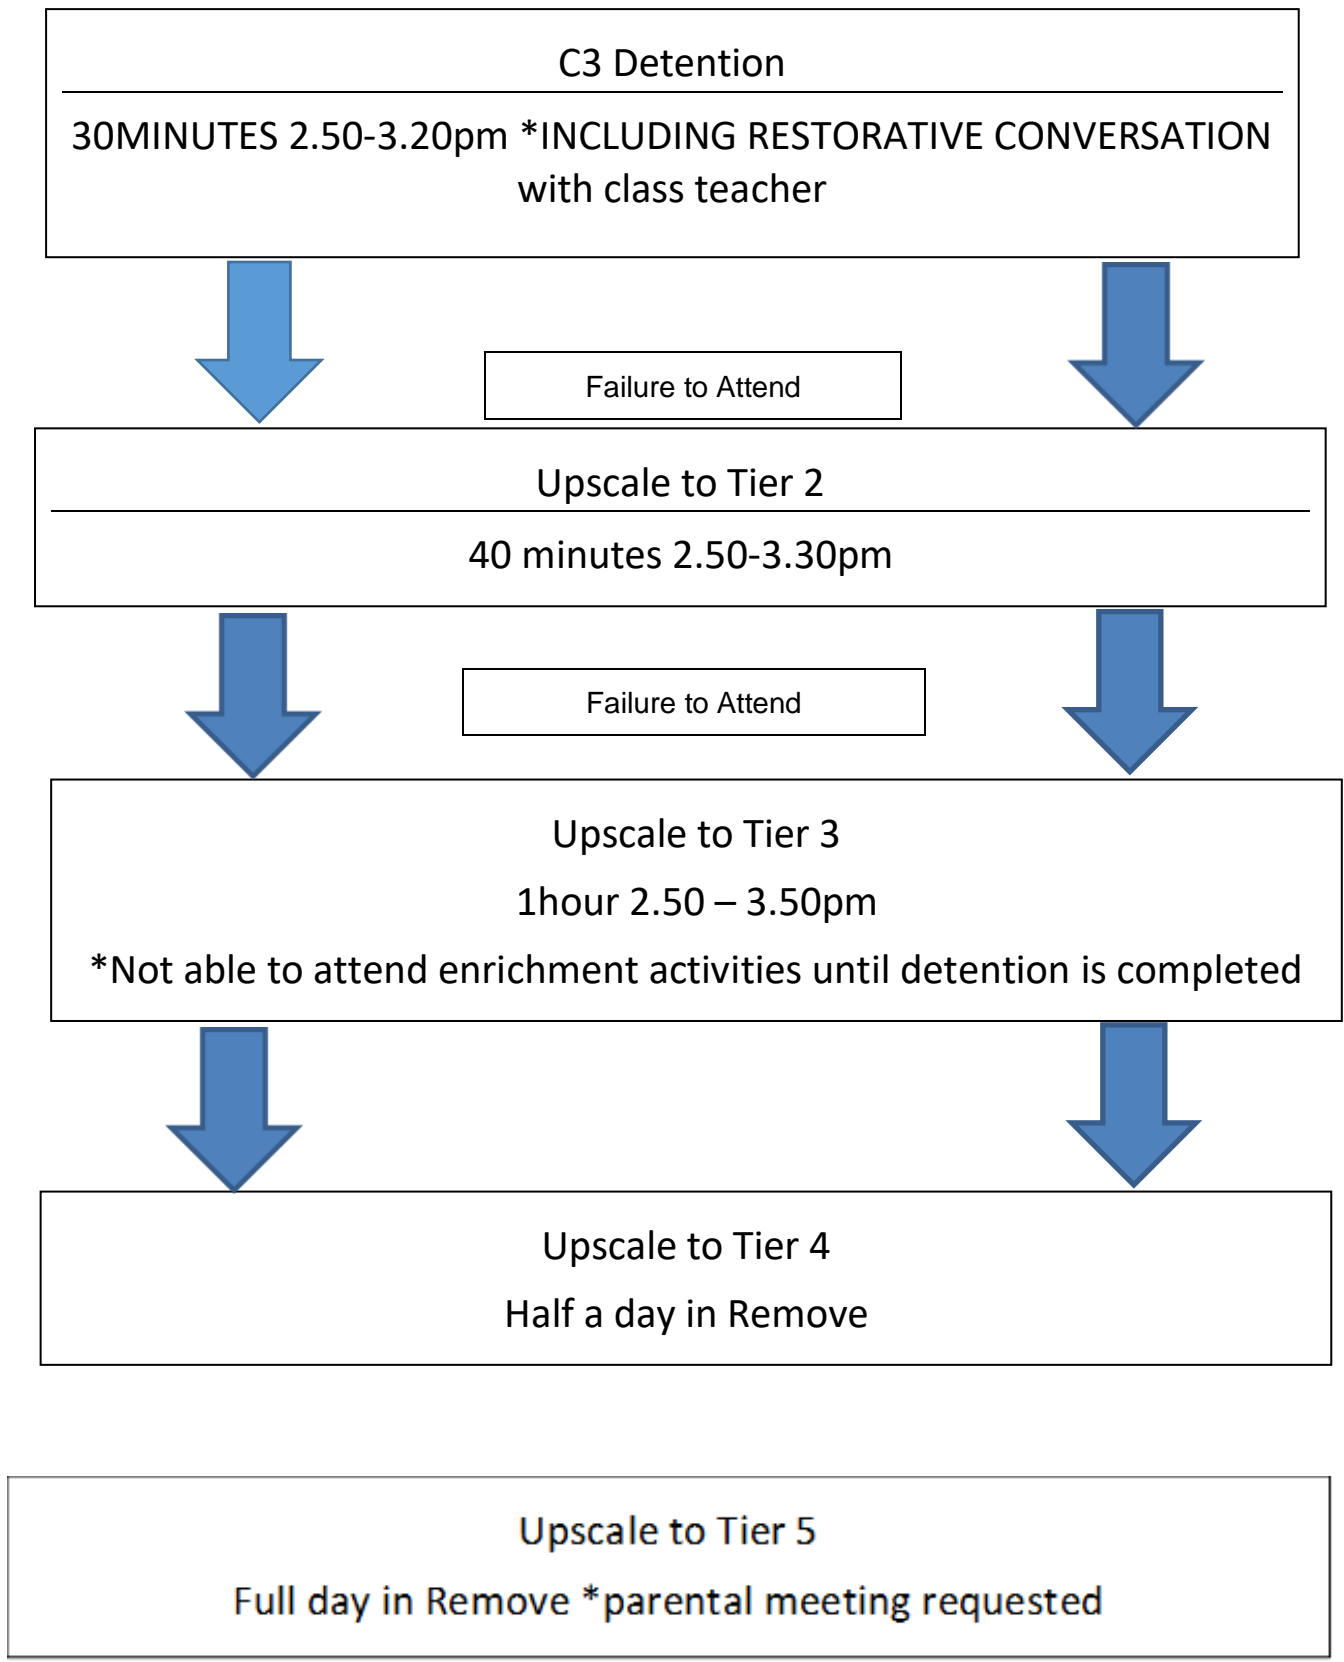 C3 Detention
30MINUTES 2.50-3.20pm *INCLUDING RESTORATIVE CONVERSATION
with class teacher
Failure to Attend
Upscale to Tier 2
40 minutes 2.50-3.30pm
Failure to Attend
Upscale to Tier 3
1hour 2.50 – 3.50pm
*Not able to attend enrichment activities until detention is completed
Upscale to Tier 4
Half a day in Remove
Upscale to Tier 5
Full day in Remove *parental meeting requested